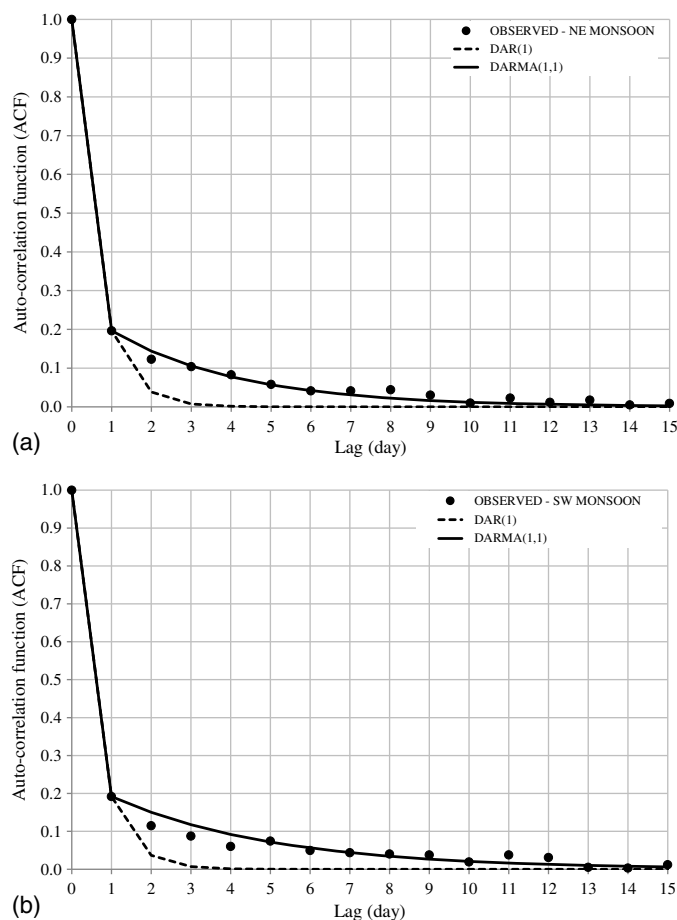 1.0
0.9
0.8
0.7
0.6
0.5
0.4
0.3
0.2
0.1
0.0
Auto-correlation function (ACF)
OBSERVED - NE MONSOON
DAR(1)
DARMA(1,1)
0 1 2 3 4 5 6 7 8 9 10 11 12 13 14 15
Lag (day)
(a)
1.0
0.9
0.8
0.7
0.6
0.5
0.4
0.3
0.2
0.1
0.0
Auto-correlation function (ACF)
OBSERVED - SW MONSOON
DAR(1)
DARMA(1,1)
0 1 2 3 4 5 6 7 8 9 10 11 12 13 14 15
Lag (day)
(b)